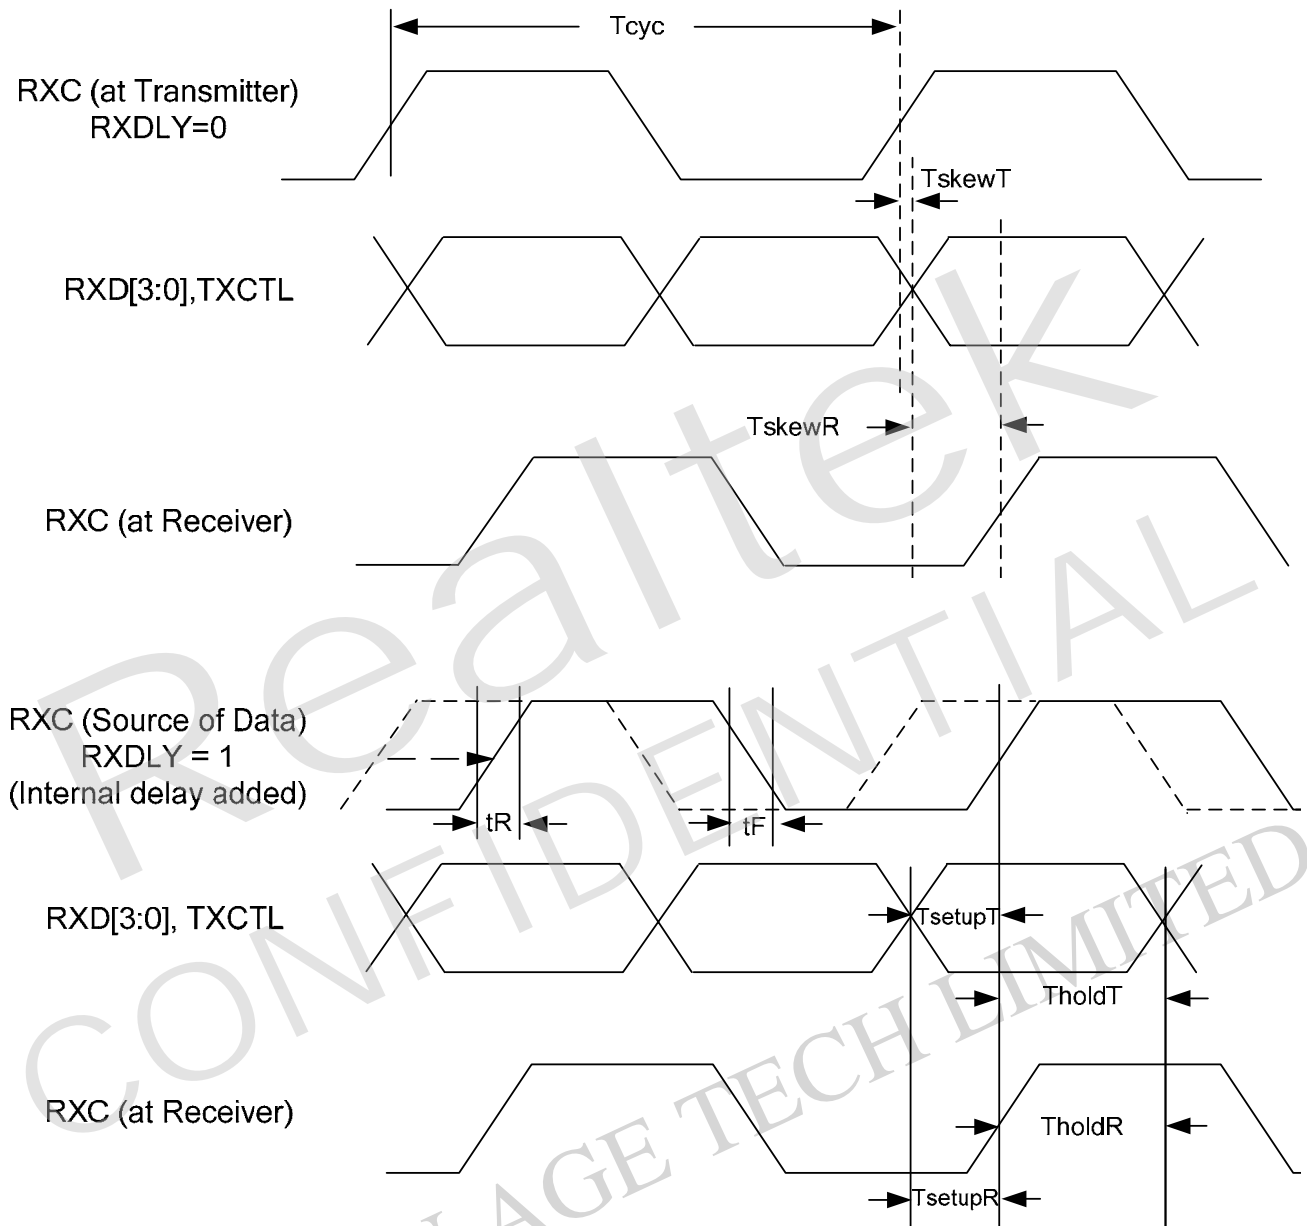 Tcyc
RXC (at Transmitter)
RXDLY=0
TskewT
RXD[3:0],TXCTL
TskewR
RXC (at Receiver)
RXC (Source of Data)
RXDLY = 1
(Internal delay added)
tR
tF
RXD[3:0], TXCTL
TsetupT
TholdT
RXC (at Receiver)
TholdR
TsetupR
Realtek
CONFIDENTIAL
AGE TECH LIMITED